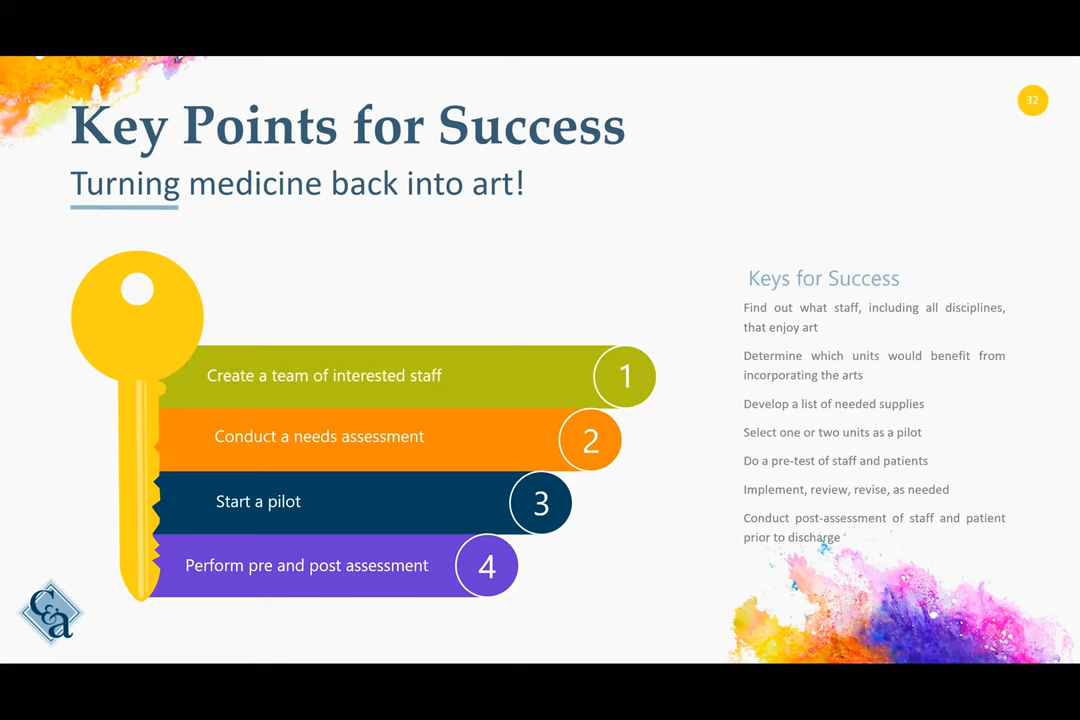 32
Key Points for Success
Turning medicine back into art!
Create a team of interested staff 1
Conduct a needs assessment 2
Start a pilot 3
Perform pre and post assessment 4
Keys for Success
Find out what staff, including all disciplines,
that enjoy art
Determine which units would benefit from
incorporating the arts
Develop a list of needed supplies
Select one or two units as a pilot
Do a pre-test of staff and patients
Implement, review, revise, as needed
Conduct post-assessment of staff and patient
prior to discharge
C&a